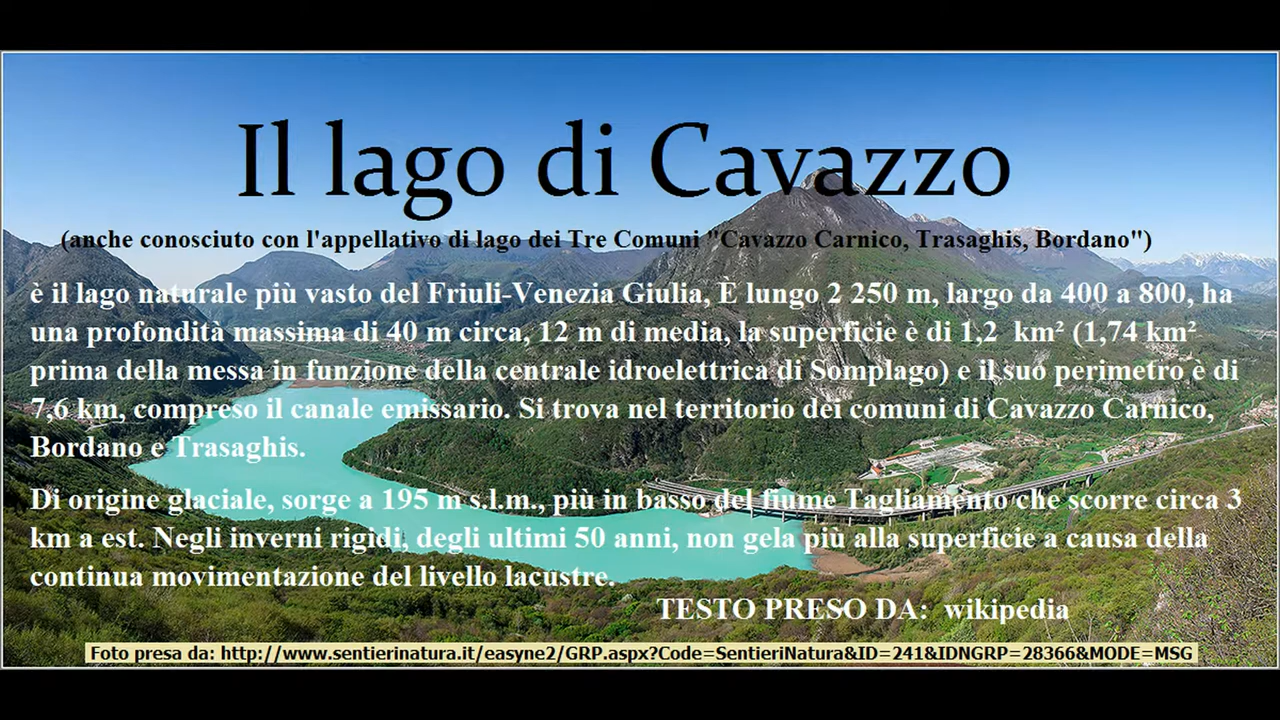 Il lago di Cavazzo
(anche conosciuto con l'appellativo di lago dei Tre Comuni "Cavazzo Carnico, Trasaghis, Bordano")
è il lago naturale più vasto del Friuli-Venezia Giulia, È lungo 2 250 m, largo da 400 a 800, ha
una profondità massima di 40 m circa, 12 m di media, la superficie è di 1,2 km² (1,74 km²
prima della messa in funzione della centrale idroelettrica di Somplago) e il suo perimetro è di
7,6 km, compreso il canale emissario. Si trova nel territorio dei comuni di Cavazzo Carnico,
Bordano e Trasaghis.
Di origine glaciale, sorge a 195 m s.l.m., più in basso del fiume Tagliamento che scorre circa 3
km a est. Negli inverni rigidi, degli ultimi 50 anni, non gela più alla superficie a causa della
continua movimentazione del livello lacustre.
TESTO PRESO DA: wikipedia
Foto presa da: http://www.sentierinatura.it/easyne2/GRP.aspx?Code=SentieriNatura&ID=241&IDNGRP=28366&MODE=MSG